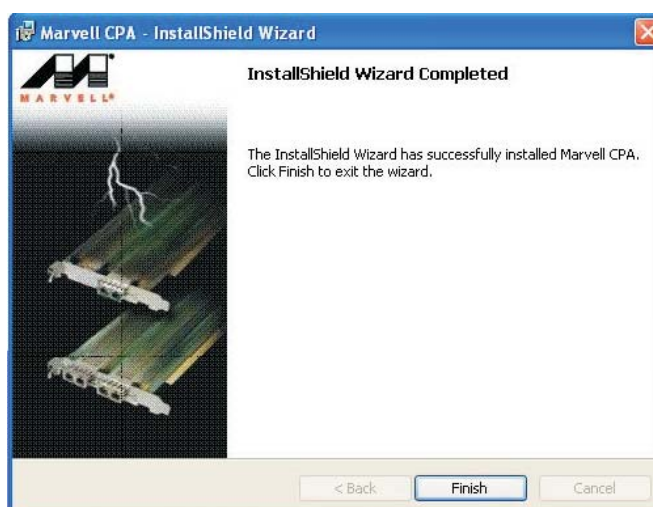 Marvell CPA - InstallShield Wizard
MARVELL®
InstallShield Wizard Completed
The InstallShield Wizard has successfully installed Marvell CPA.
Click Finish to exit the wizard.
< Back
Finish
Cancel